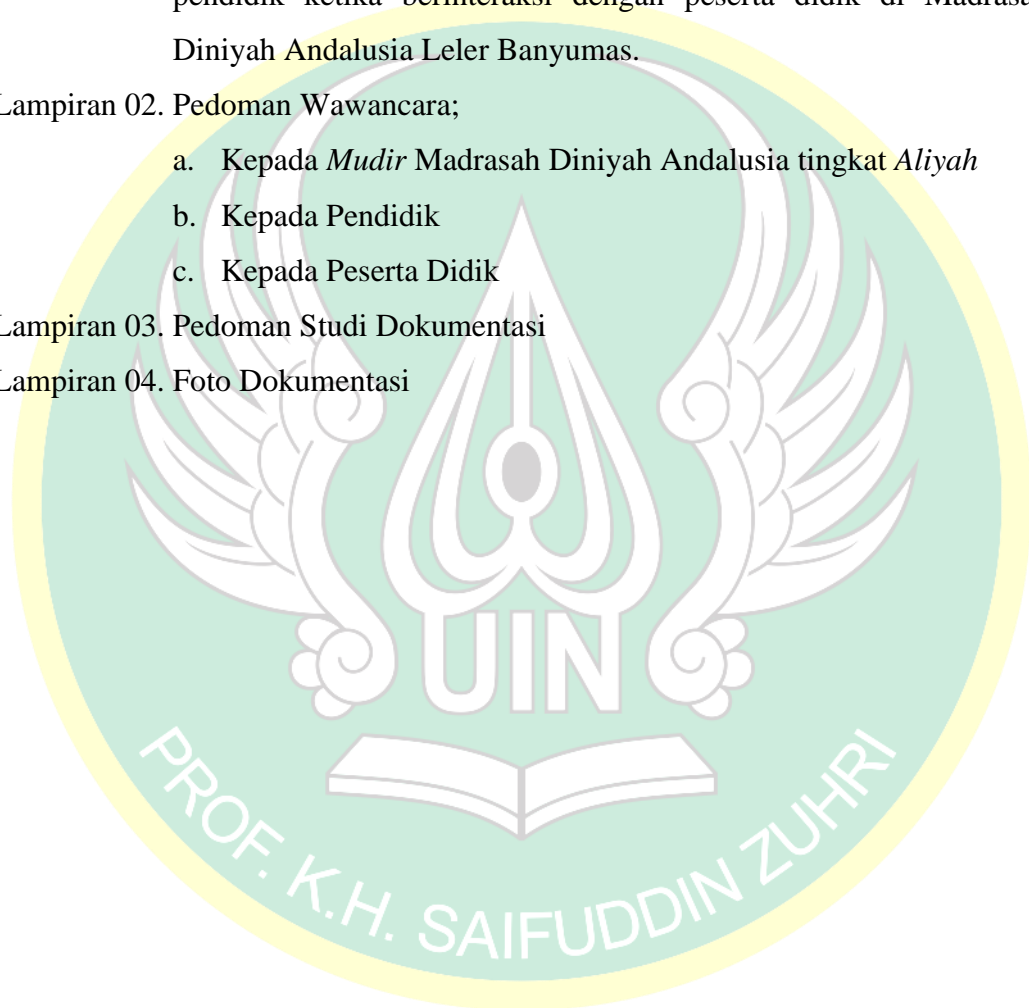 pendidik ketika berinteraksi dengan peserta didik di Madrasah
Diniyah Andalusia Leler Banyumas.
Lampiran 02. Pedoman Wawancara;
a. Kepada Mudir Madrasah Diniyah Andalusia tingkat Aliyah
b. Kepada Pendidik
c. Kepada Peserta Didik
Lampiran 03. Pedoman Studi Dokumentasi
Lampiran 04. Foto Dokumentasi
UIN
PROF. K.H. SAIFUDDIN ZUHRI